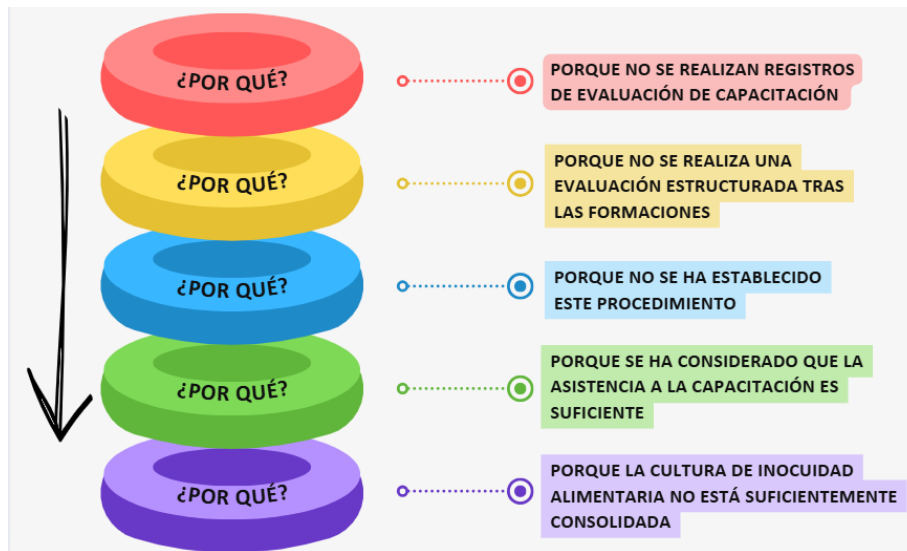 ¿POR QUÉ?
PORQUE NO SE REALIZAN REGISTROS
DE EVALUACIÓN DE CAPACITACIÓN
¿POR QUÉ?
PORQUE NO SE REALIZA UNA
EVALUACIÓN ESTRUCTURADA TRAS
LAS FORMACIONES
¿POR QUÉ?
PORQUE NO SE HA ESTABLECIDO
ESTE PROCEDIMIENTO
¿POR QUÉ?
PORQUE SE HA CONSIDERADO QUE LA
ASISTENCIA A LA CAPACITACIÓN ES
SUFICIENTE
¿POR QUÉ?
PORQUE LA CULTURA DE INOCUIDAD
ALIMENTARIA NO ESTÁ SUFICIENTEMENTE
CONSOLIDADA